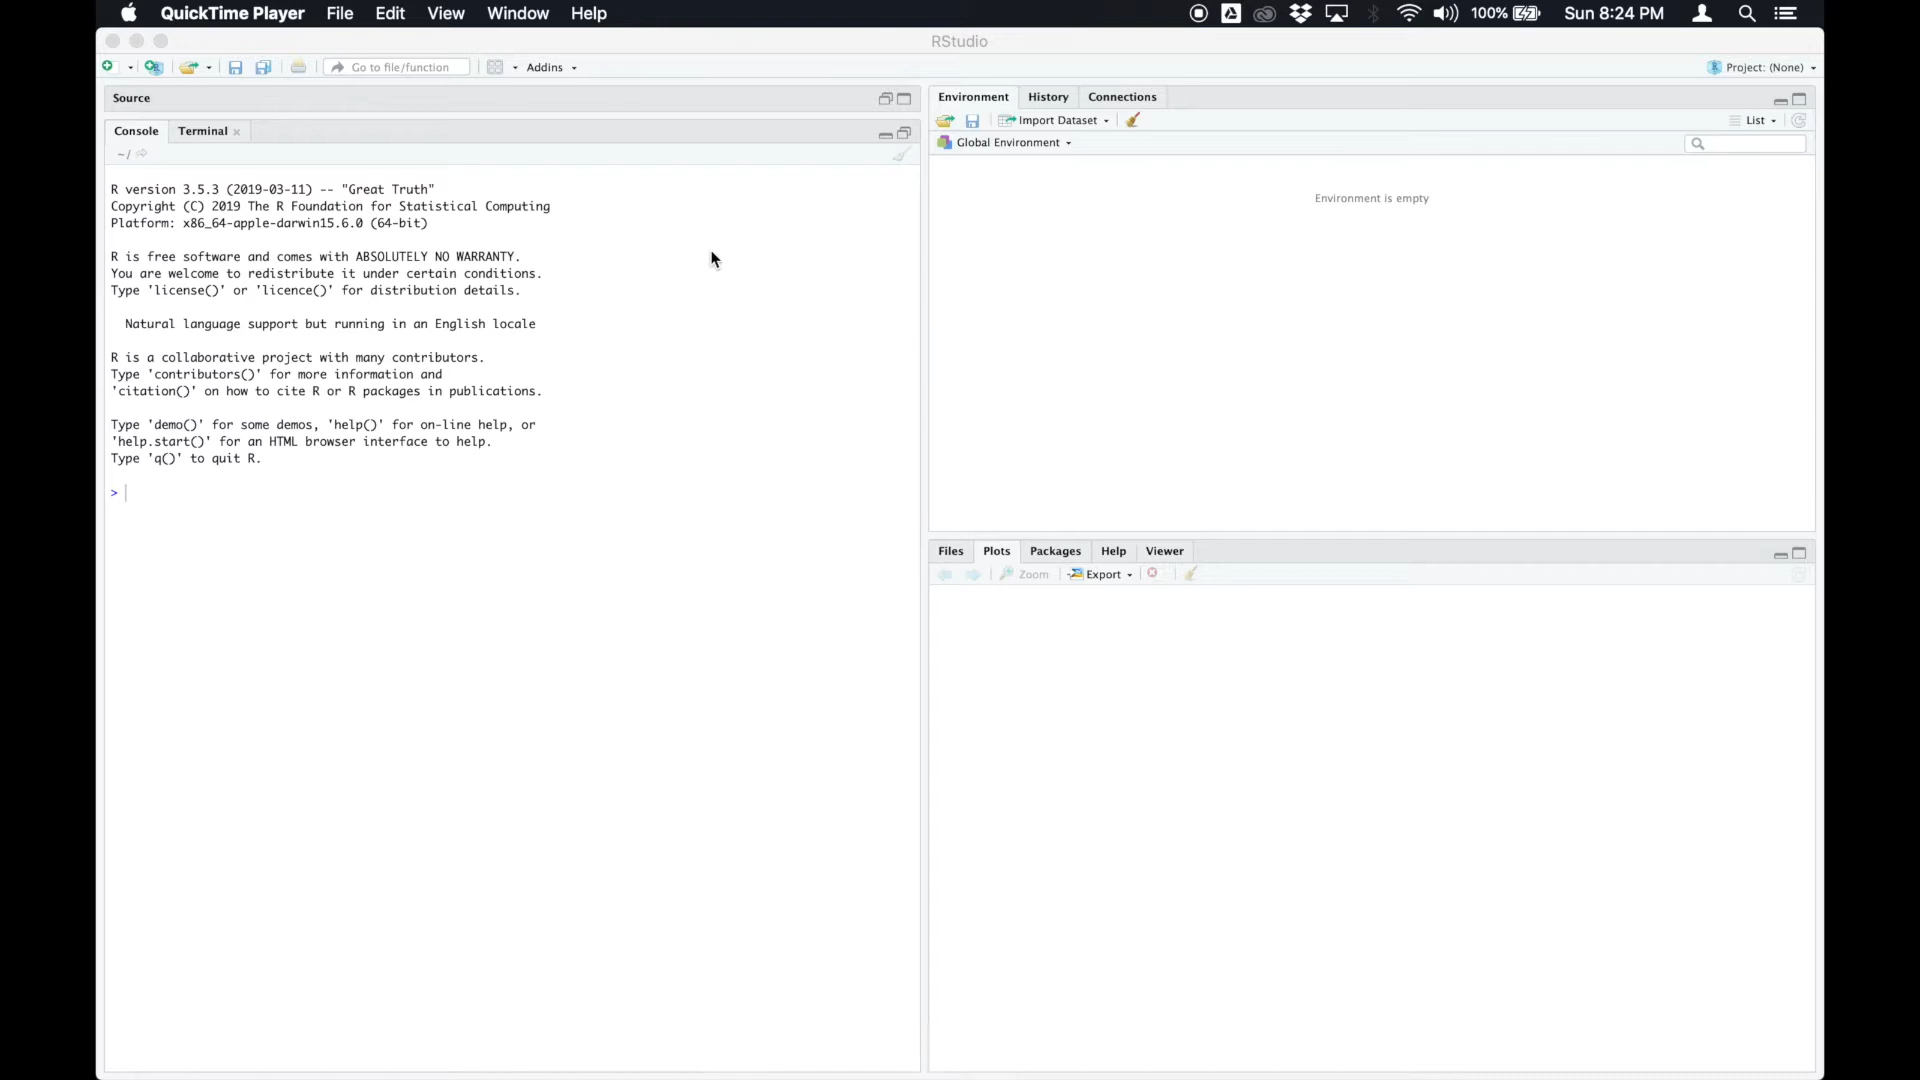 QuickTime Player File Edit View Window Help 100% Sun 8:24 PM
RStudio
Go to file/function Addins Project: (None)
Source
Console Terminal
~/
R version 3.5.3 (2019-03-11) -- "Great Truth"
Copyright (C) 2019 The R Foundation for Statistical Computing
Platform: x86_64-apple-darwin15.6.0 (64-bit)
R is free software and comes with ABSOLUTELY NO WARRANTY.
You are welcome to redistribute it under certain conditions.
Type 'license()' or 'licence()' for distribution details.
Natural language support but running in an English locale
R is a collaborative project with many contributors.
Type 'contributors()' for more information and
'citation()' on how to cite R or R packages in publications.
Type 'demo()' for some demos, 'help()' for on-line help, or
'help.start()' for an HTML browser interface to help.
Type 'q()' to quit R.
>
Environment History Connections
Import Dataset List
Global Environment
Environment is empty
Files Plots Packages Help Viewer
Zoom Export